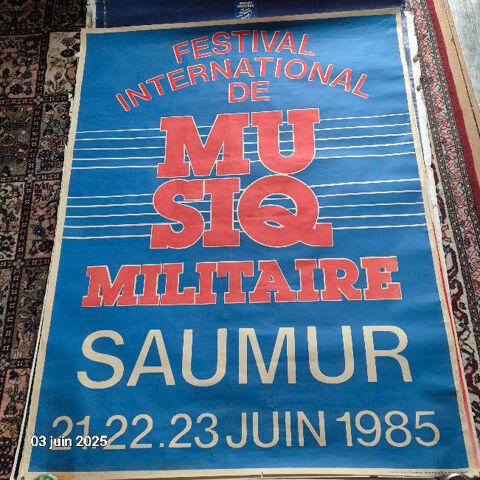 FESTIVAL
INTERNATIONAL
DE
MU
SIQ
MILITAIRE
SAUMUR
21.22.23 JUIN 1985
03 juin 2025